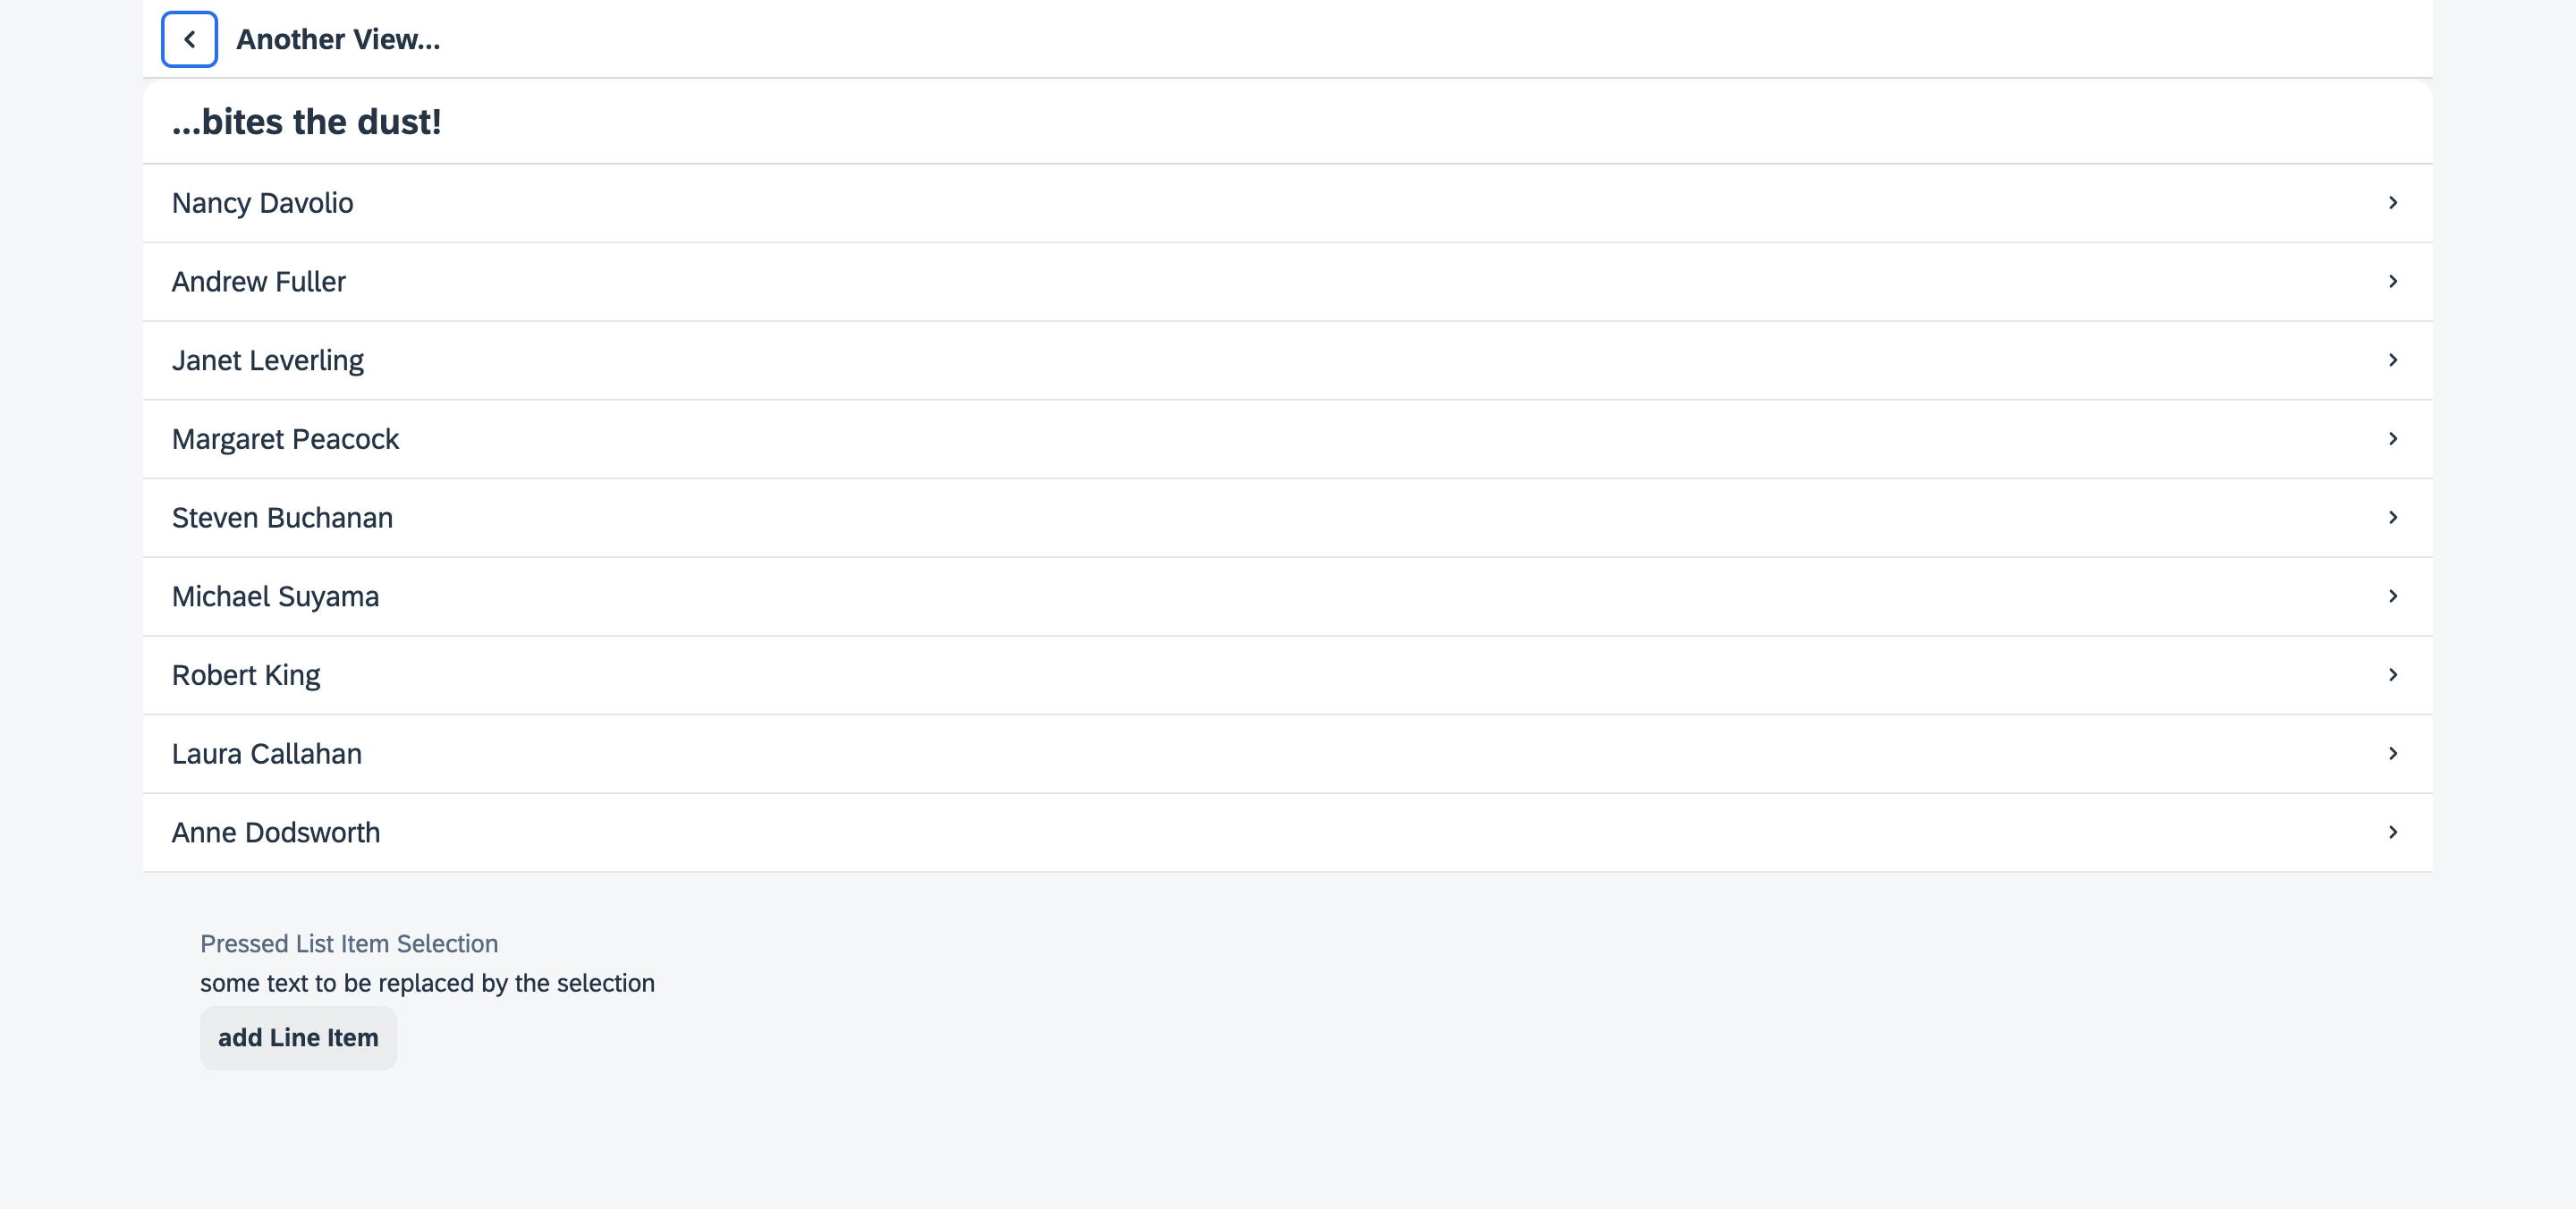 Another View...
...bites the dust!
Nancy Davolio
Andrew Fuller
Janet Leverling
Margaret Peacock
Steven Buchanan
Michael Suyama
Robert King
Laura Callahan
Anne Dodsworth
Pressed List Item Selection
some text to be replaced by the selection
add Line Item